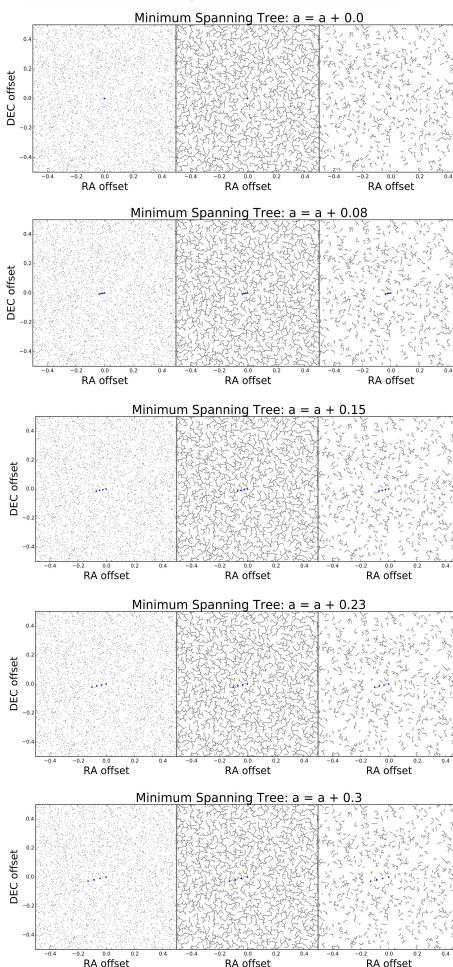 Minimum Spanning Tree: a = a + 0.0
0.4
0.2
0.0
−0.2
−0.4
DEC offset
−0.4 −0.2 0.0 0.2 0.4 −0.4 −0.2 0.0 0.2 0.4 −0.4 −0.2 0.0 0.2 0.4
RA offset RA offset RA offset
Minimum Spanning Tree: a = a + 0.08
0.4
0.2
0.0
−0.2
−0.4
DEC offset
−0.4 −0.2 0.0 0.2 0.4 −0.4 −0.2 0.0 0.2 0.4 −0.4 −0.2 0.0 0.2 0.4
RA offset RA offset RA offset
Minimum Spanning Tree: a = a + 0.15
0.4
0.2
0.0
−0.2
−0.4
DEC offset
−0.4 −0.2 0.0 0.2 0.4 −0.4 −0.2 0.0 0.2 0.4 −0.4 −0.2 0.0 0.2 0.4
RA offset RA offset RA offset
Minimum Spanning Tree: a = a + 0.23
0.4
0.2
0.0
−0.2
−0.4
DEC offset
−0.4 −0.2 0.0 0.2 0.4 −0.4 −0.2 0.0 0.2 0.4 −0.4 −0.2 0.0 0.2 0.4
RA offset RA offset RA offset
Minimum Spanning Tree: a = a + 0.3
0.4
0.2
0.0
−0.2
−0.4
DEC offset
−0.4 −0.2 0.0 0.2 0.4 −0.4 −0.2 0.0 0.2 0.4 −0.4 −0.2 0.0 0.2 0.4
RA offset RA offset RA offset